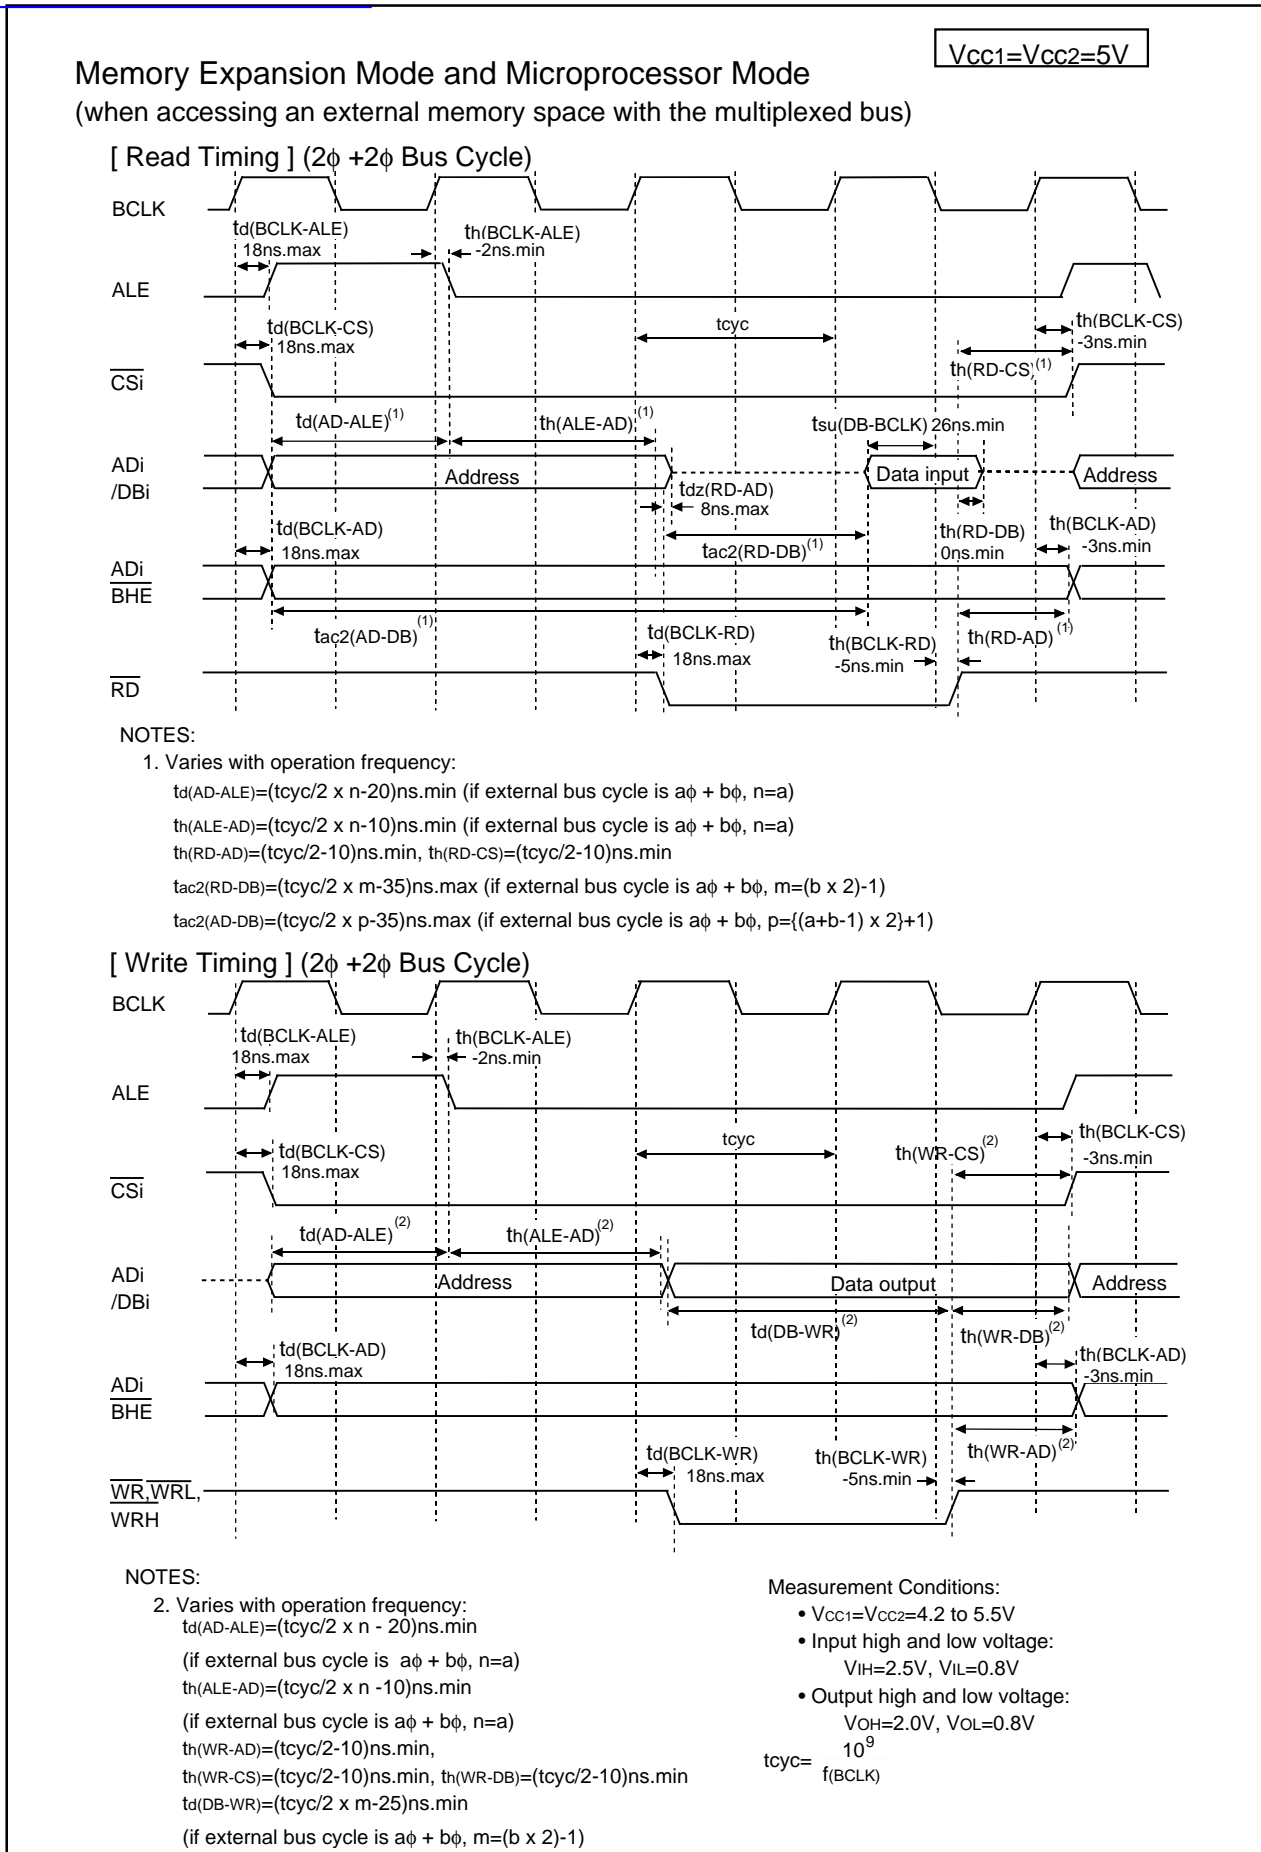 Vcc1=Vcc2=5V
Memory Expansion Mode and Microprocessor Mode
(when accessing an external memory space with the multiplexed bus)
[ Read Timing ] (2ϕ +2ϕ Bus Cycle)
BCLK
td(BCLK-ALE)
18ns.max
th(BCLK-ALE)
-2ns.min
ALE
td(BCLK-CS)
18ns.max
tcyc
th(BCLK-CS)
-3ns.min
th(RD-CS)(1)
CSi
td(AD-ALE)(1)
th(ALE-AD)(1)
tsu(DB-BCLK) 26ns.min
ADi
/DBi
Address
Data input
Address
tdz(RD-AD)
8ns.max
td(BCLK-AD)
18ns.max
tac2(RD-DB)(1)
th(RD-DB)
0ns.min
th(BCLK-AD)
-3ns.min
ADi
BHE
tac2(AD-DB)(1)
td(BCLK-RD)
18ns.max
th(BCLK-RD)
-5ns.min
th(RD-AD)(1)
RD
NOTES:
1. Varies with operation frequency:
td(AD-ALE)=(tcyc/2 x n-20)ns.min (if external bus cycle is aϕ + bϕ, n=a)
th(ALE-AD)=(tcyc/2 x n-10)ns.min (if external bus cycle is aϕ + bϕ, n=a)
th(RD-AD)=(tcyc/2-10)ns.min, th(RD-CS)=(tcyc/2-10)ns.min
tac2(RD-DB)=(tcyc/2 x m-35)ns.max (if external bus cycle is aϕ + bϕ, m=(b x 2)-1)
tac2(AD-DB)=(tcyc/2 x p-35)ns.max (if external bus cycle is aϕ + bϕ, p={(a+b-1) x 2}+1)
[ Write Timing ] (2ϕ +2ϕ Bus Cycle)
BCLK
td(BCLK-ALE)
18ns.max
th(BCLK-ALE)
-2ns.min
ALE
td(BCLK-CS)
18ns.max
tcyc
th(WR-CS)(2)
th(BCLK-CS)
-3ns.min
CSi
td(AD-ALE)(2)
th(ALE-AD)(2)
ADi
/DBi
Address
Data output
Address
td(DB-WR)(2)
th(WR-DB)(2)
td(BCLK-AD)
18ns.max
th(BCLK-AD)
-3ns.min
ADi
BHE
td(BCLK-WR)
18ns.max
th(BCLK-WR)
-5ns.min
th(WR-AD)(2)
WR,WRL,
WRH
NOTES:
2. Varies with operation frequency:
td(AD-ALE)=(tcyc/2 x n - 20)ns.min
(if external bus cycle is aϕ + bϕ, n=a)
th(ALE-AD)=(tcyc/2 x n -10)ns.min
(if external bus cycle is aϕ + bϕ, n=a)
th(WR-AD)=(tcyc/2-10)ns.min,
th(WR-CS)=(tcyc/2-10)ns.min, th(WR-DB)=(tcyc/2-10)ns.min
td(DB-WR)=(tcyc/2 x m-25)ns.min
(if external bus cycle is aϕ + bϕ, m=(b x 2)-1)
Measurement Conditions:
• VCC1=VCC2=4.2 to 5.5V
• Input high and low voltage:
VIH=2.5V, VIL=0.8V
• Output high and low voltage:
VOH=2.0V, VOL=0.8V
tcyc= 10^9
f(BCLK)